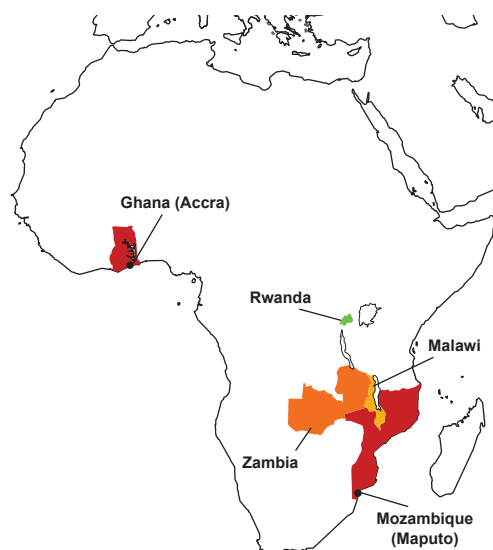 Ghana (Accra)
Rwanda
Malawi
Zambia
Mozambique
(Maputo)